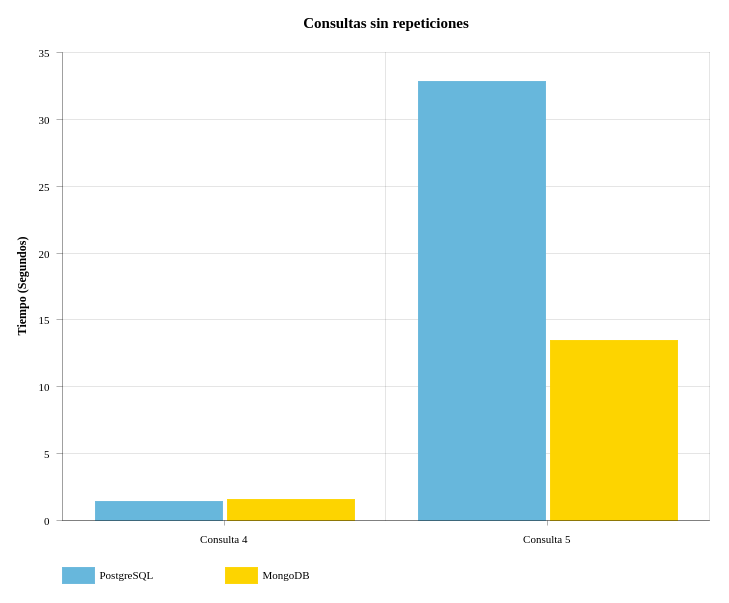 Consultas sin repeticiones
Tiempo (Segundos)
35
30
25
20
15
10
5
0
Consulta 4
Consulta 5
PostgreSQL
MongoDB